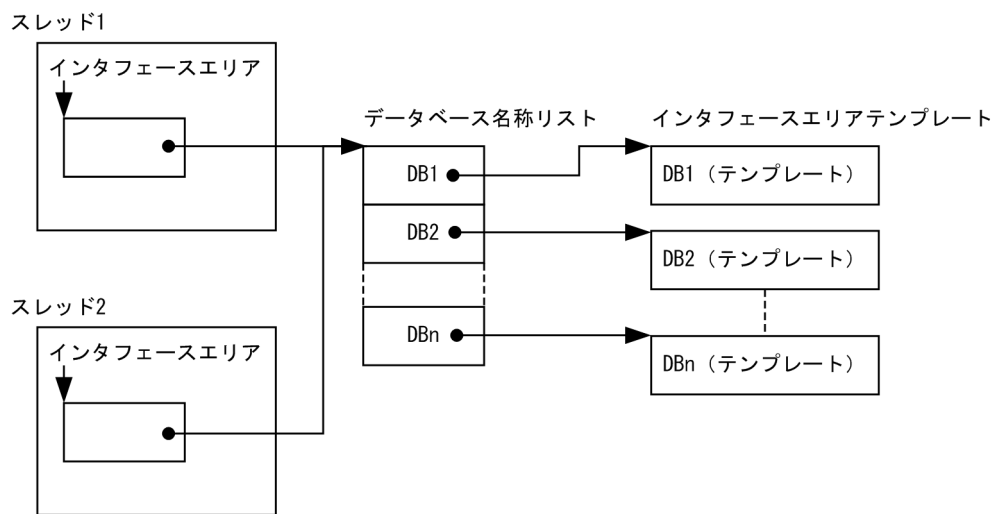 スレッド1
インタフェースエリア
データベース名称リスト
インタフェースエリアテンプレート
DB1
DB1（テンプレート）
DB2
DB2（テンプレート）
スレッド2
インタフェースエリア
DBn
DBn（テンプレート）